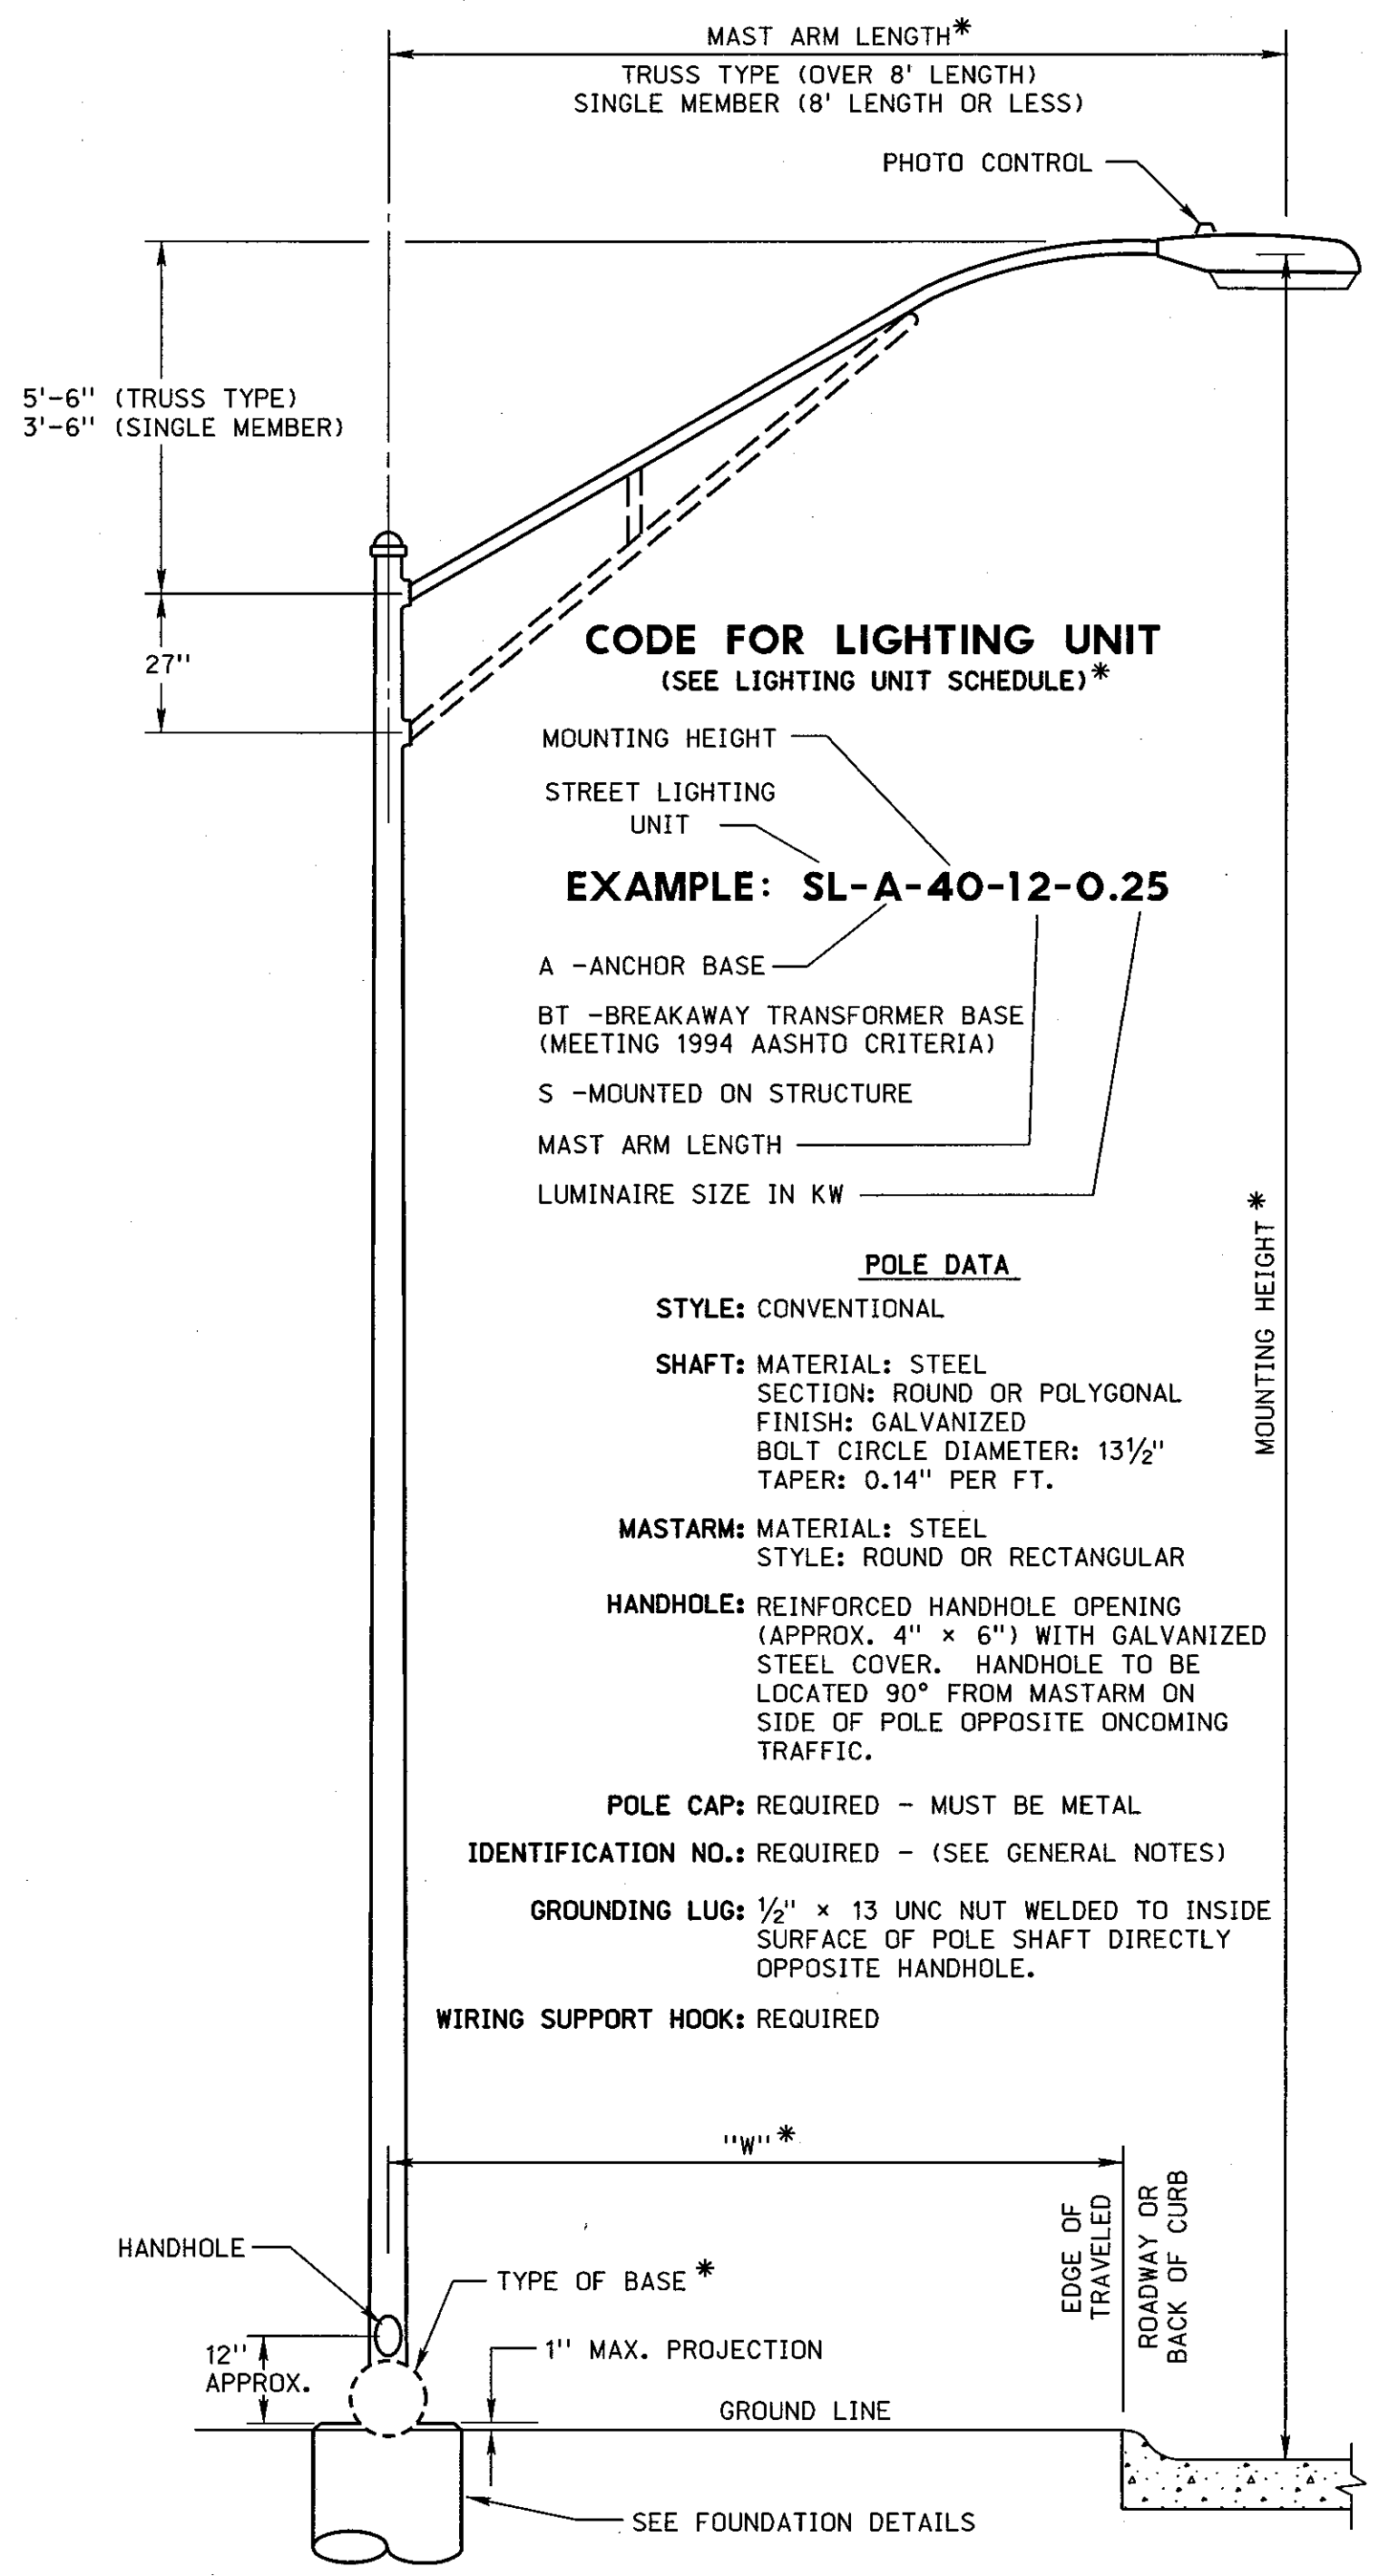 MAST ARM LENGTH*
TRUSS TYPE (OVER 8' LENGTH)
SINGLE MEMBER (8' LENGTH OR LESS)
PHOTO CONTROL
5'-6" (TRUSS TYPE)
3'-6" (SINGLE MEMBER)
27"
CODE FOR LIGHTING UNIT
(SEE LIGHTING UNIT SCHEDULE)*
MOUNTING HEIGHT
STREET LIGHTING
UNIT
EXAMPLE: SL-A-40-12-0.25
A -ANCHOR BASE
BT -BREAKAWAY TRANSFORMER BASE
(MEETING 1994 AASHTO CRITERIA)
S -MOUNTED ON STRUCTURE
MAST ARM LENGTH
LUMINAIRE SIZE IN KW
MOUNTING HEIGHT*
POLE DATA
STYLE: CONVENTIONAL
SHAFT: MATERIAL: STEEL
SECTION: ROUND OR POLYGONAL
FINISH: GALVANIZED
BOLT CIRCLE DIAMETER: 13½"
TAPER: 0.14" PER FT.
MASTARM: MATERIAL: STEEL
STYLE: ROUND OR RECTANGULAR
HANDHOLE: REINFORCED HANDHOLE OPENING
(APPROX. 4" × 6") WITH GALVANIZED
STEEL COVER. HANDHOLE TO BE
LOCATED 90° FROM MASTARM ON
SIDE OF POLE OPPOSITE ONCOMING
TRAFFIC.
POLE CAP: REQUIRED - MUST BE METAL
IDENTIFICATION NO.: REQUIRED - (SEE GENERAL NOTES)
GROUNDING LUG: ½" × 13 UNC NUT WELDED TO INSIDE
SURFACE OF POLE SHAFT DIRECTLY
OPPOSITE HANDHOLE.
WIRING SUPPORT HOOK: REQUIRED
"W"*
EDGE OF
TRAVELED
ROADWAY OR
BACK OF CURB
HANDHOLE
TYPE OF BASE*
12"
APPROX.
1" MAX. PROJECTION
GROUND LINE
SEE FOUNDATION DETAILS